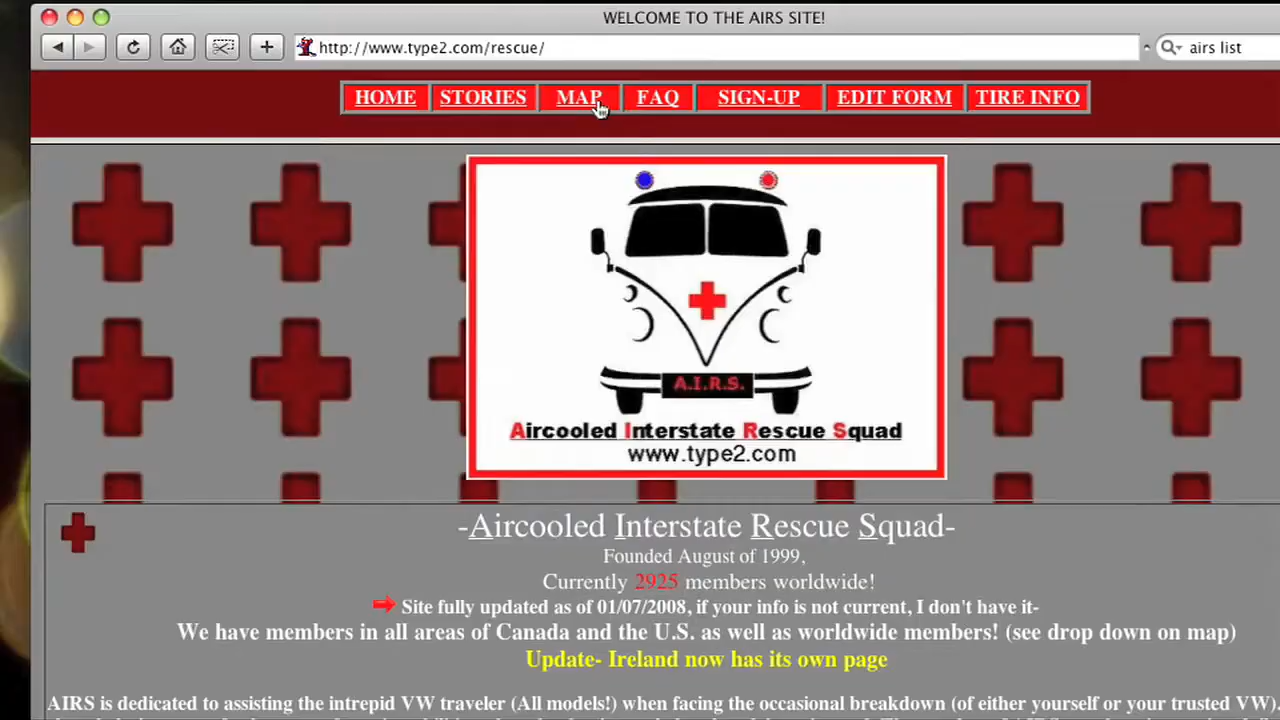 WELCOME TO THE AIRS SITE!
http://www.type2.com/rescue/
airs list
HOME STORIES MAP FAQ SIGN-UP EDIT FORM TIRE INFO
A.I.R.S.
Aircooled Interstate Rescue Squad
www.type2.com
-Aircooled Interstate Rescue Squad-
Founded August of 1999,
Currently 2925 members worldwide!
Site fully updated as of 01/07/2008, if your info is not current, I don't have it-
We have members in all areas of Canada and the U.S. as well as worldwide members! (see drop down on map)
Update- Ireland now has its own page
AIRS is dedicated to assisting the intrepid VW traveler (All models!) when facing the occasional breakdown (of either yourself or your trusted VW).